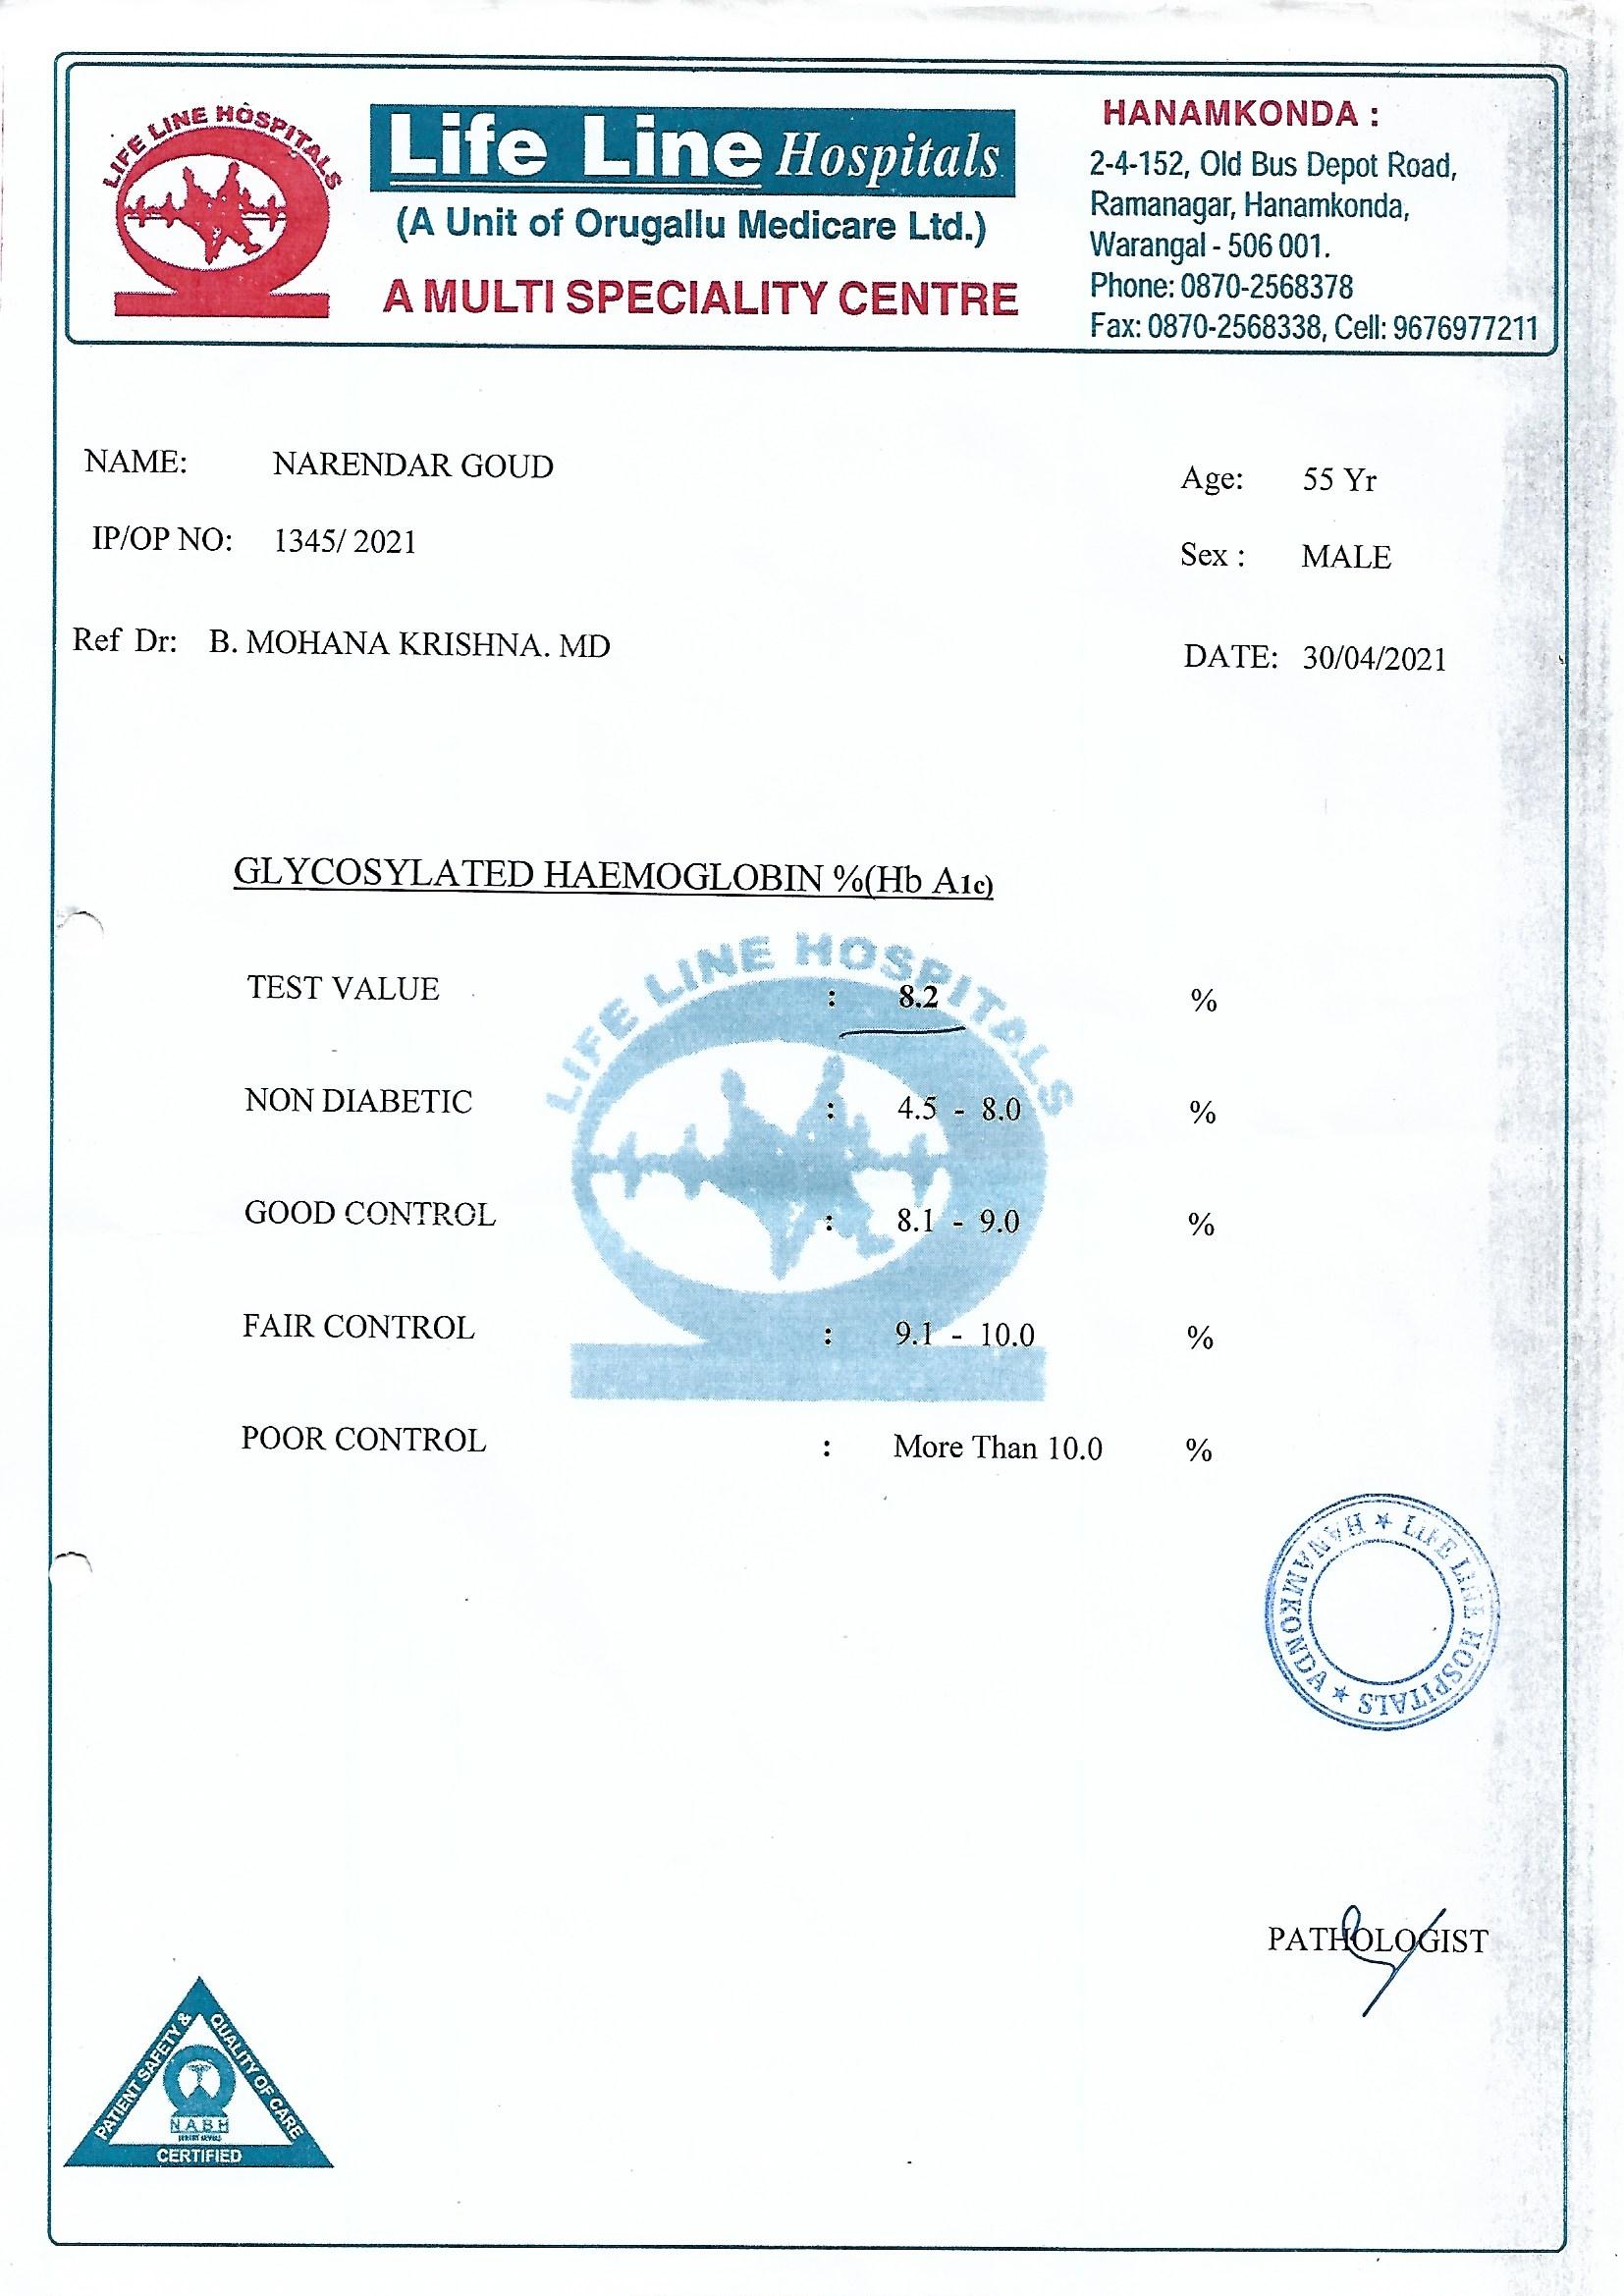 LIFE LINE HOSPITALS
Life Line Hospitals
(A Unit of Orugallu Medicare Ltd.)
A MULTI SPECIALITY CENTRE
HANAMKONDA :
2-4-152, Old Bus Depot Road,
Ramanagar, Hanamkonda,
Warangal - 506 001.
Phone: 0870-2568378
Fax: 0870-2568338, Cell: 9676977211
NAME: NARENDAR GOUD
Age: 55 Yr
IP/OP NO: 1345/ 2021
Sex : MALE
Ref Dr: B. MOHANA KRISHNA. MD
DATE: 30/04/2021
GLYCOSYLATED HAEMOGLOBIN %(Hb A1c)
LIFE LINE HOSPITALS
TEST VALUE : 8.2 %
NON DIABETIC : 4.5 - 8.0 %
GOOD CONTROL : 8.1 - 9.0 %
FAIR CONTROL : 9.1 - 10.0 %
POOR CONTROL : More Than 10.0 %
LIFE LINE HOSPITALS ★ HANAMKONDA ★
PATHOLOGIST
PATIENT SAFETY & QUALITY OF CARE
NABH
CERTIFIED